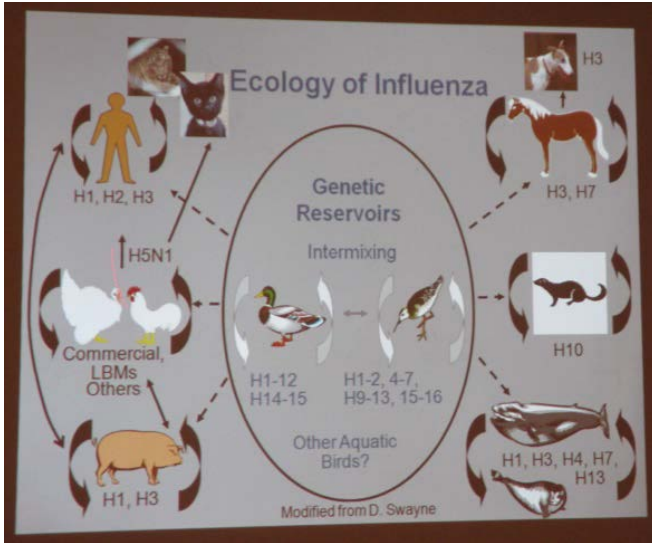 Ecology of Influenza
H3
H1, H2, H3
H3, H7
Genetic
Reservoirs
Intermixing
H5N1
Commercial,
LBMs
Others
H10
H1-12
H14-15
H1-2, 4-7,
H9-13, 15-16
Other Aquatic
Birds?
H1, H3
H1, H3, H4, H7,
H13
Modified from D. Swayne